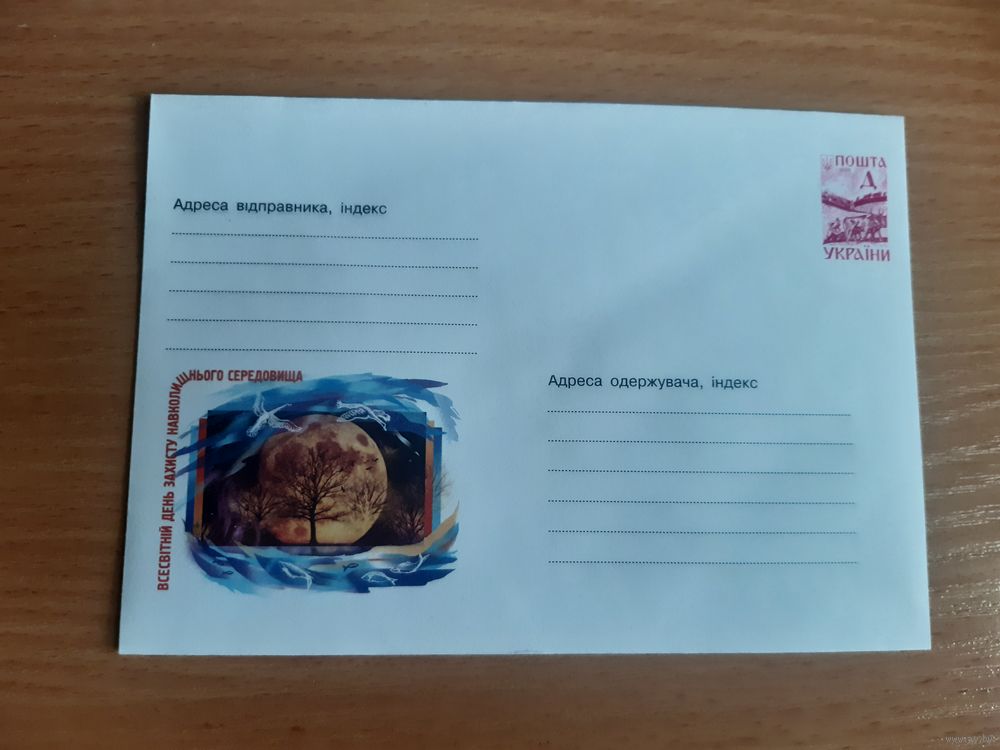 ПОШТА
Д
УКРАЇНИ
Адреса відправника, індекс
ВСЕСВІТНІЙ ДЕНЬ ЗАХИСТУ НАВКОЛИШНЬОГО СЕРЕДОВИЩА
Адреса одержувача, індекс